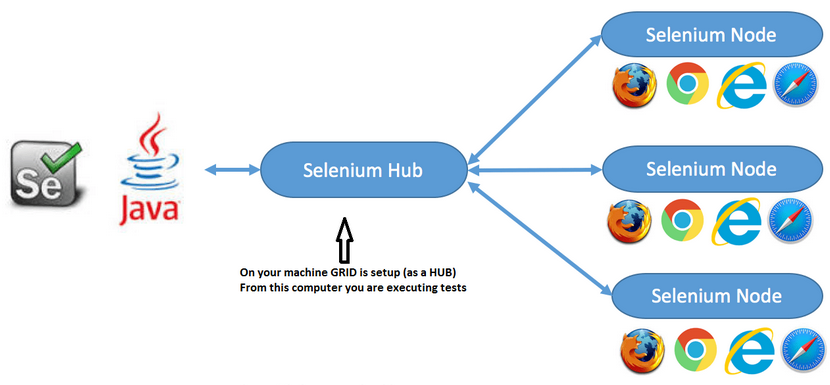 Selenium Node
Se
Java
Selenium Hub
Selenium Node
On your machine GRID is setup (as a HUB)
From this computer you are executing tests
Selenium Node